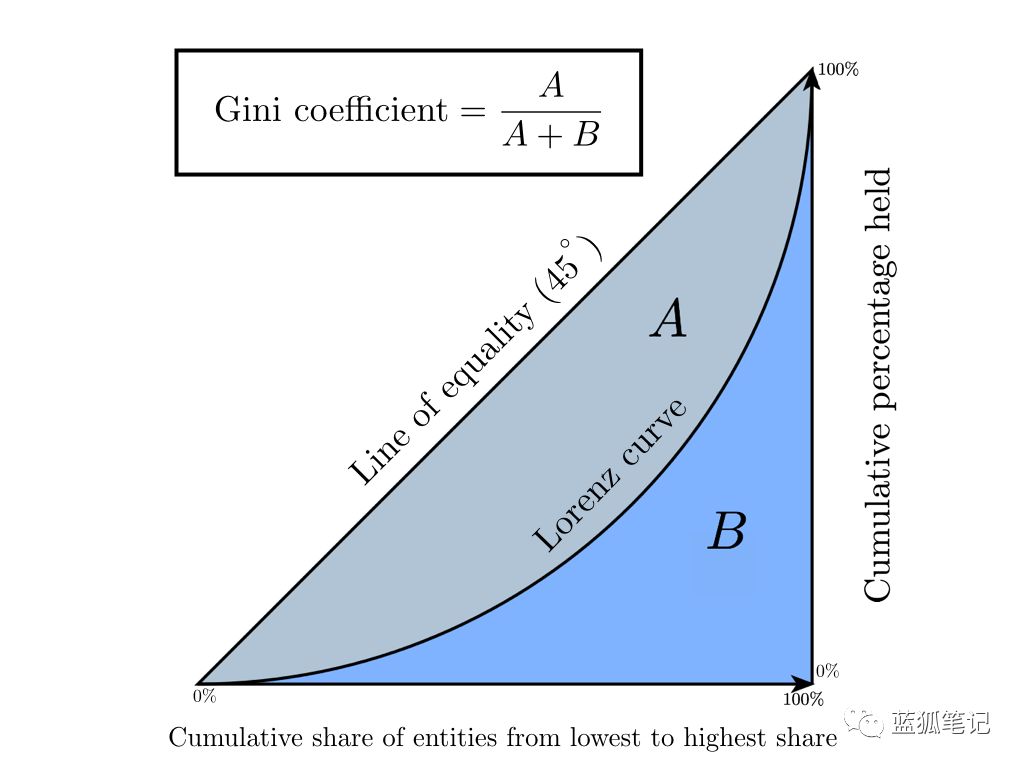 Gini coefficient = A / A + B
100%
Line of equality (45°)
Cumulative percentage held
A
Lorenz curve
B
0%
0%
100%
Cumulative share of entities from lowest to highest share
蓝狐笔记